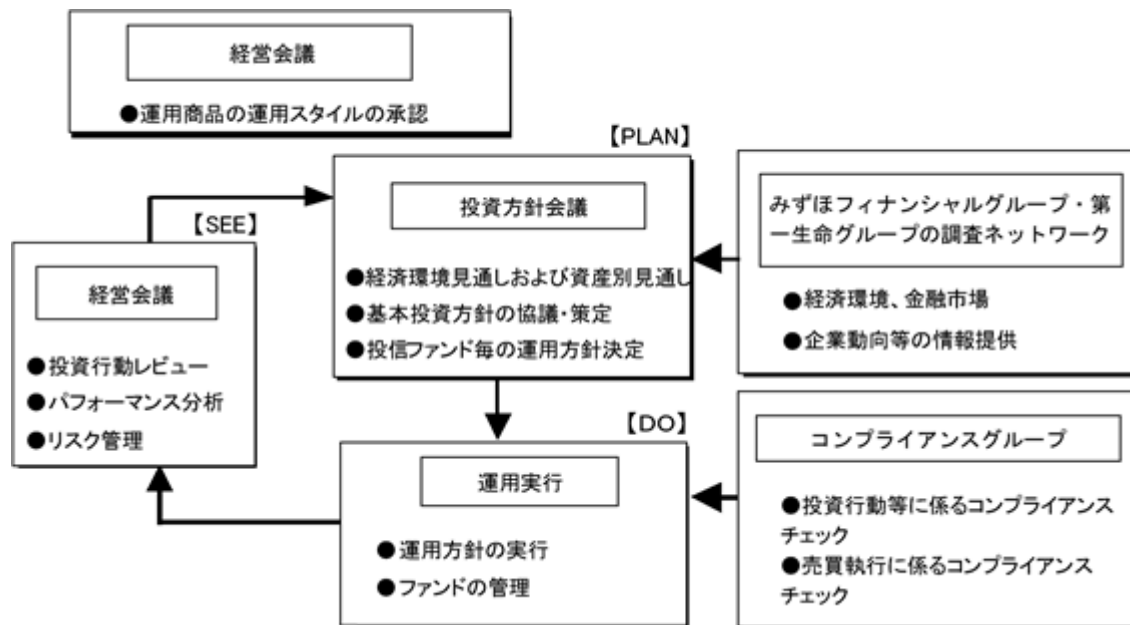 経営会議
●運用商品の運用スタイルの承認
【PLAN】
投資方針会議
●経済環境見通しおよび資産別見通し
●基本投資方針の協議・策定
●投信ファンド毎の運用方針決定
みずほフィナンシャルグループ・第
一生命グループの調査ネットワーク
●経済環境、金融市場
●企業動向等の情報提供
【SEE】
経営会議
●投資行動レビュー
●パフォーマンス分析
●リスク管理
【DO】
運用実行
●運用方針の実行
●ファンドの管理
コンプライアンスグループ
●投資行動等に係るコンプライアンス
チェック
●売買執行に係るコンプライアンス
チェック